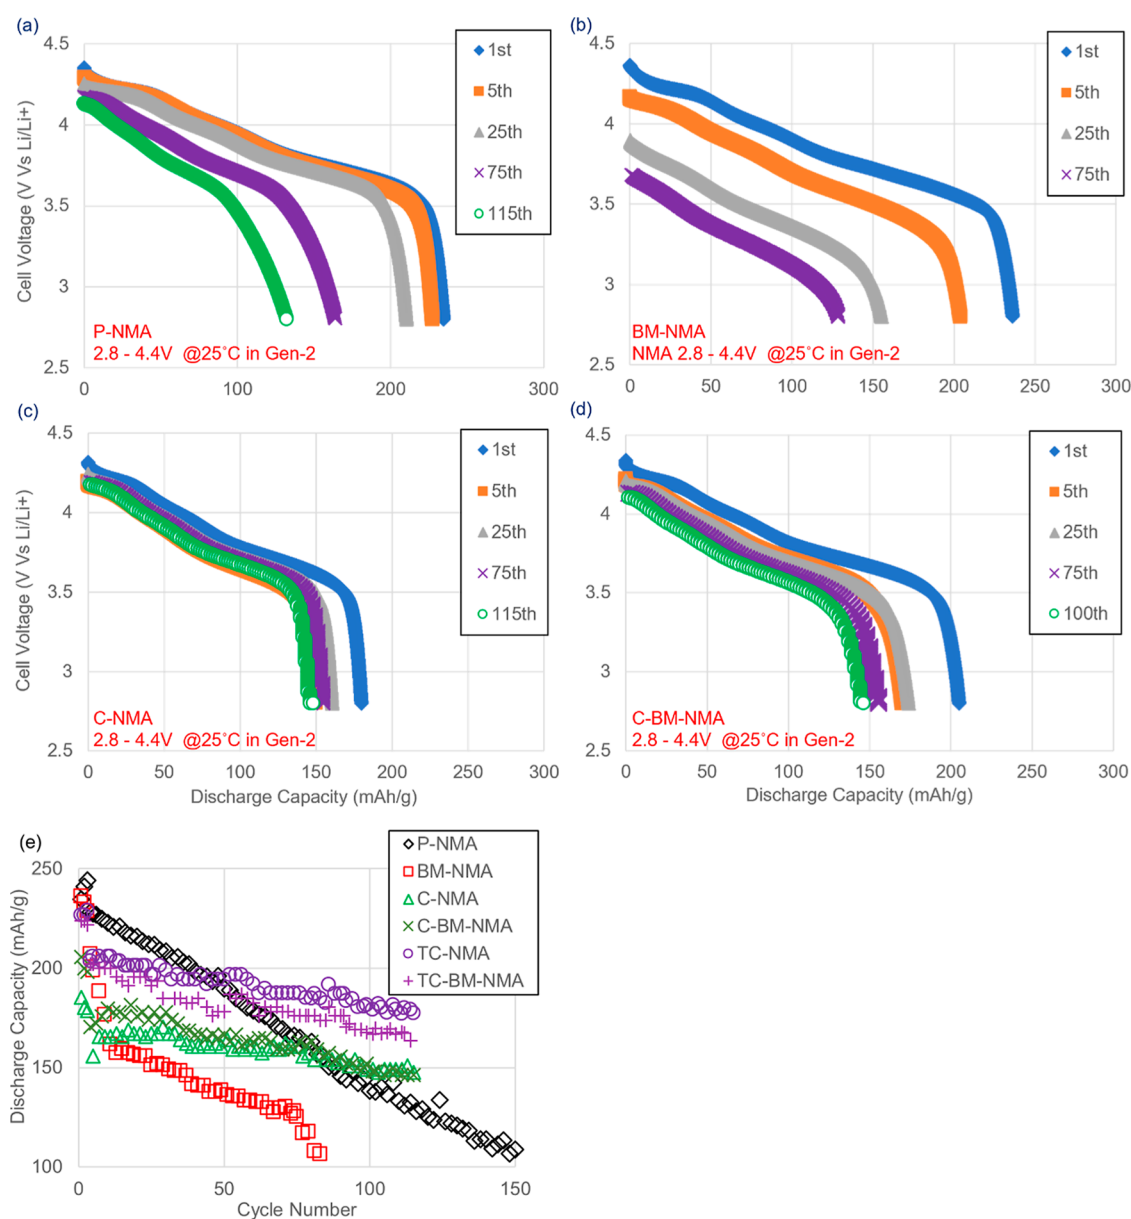 (a)
4.5
4
3.5
3
2.5
Cell Voltage (V Vs Li/Li+)
0
100
200
300
1st
5th
25th
75th
115th
P-NMA
2.8 - 4.4V @25°C in Gen-2
(b)
4.5
4
3.5
3
2.5
0
50
100
150
200
250
300
1st
5th
25th
75th
BM-NMA
NMA 2.8 - 4.4V @25°C in Gen-2
(c)
4.5
4
3.5
3
2.5
Cell Voltage (V Vs Li/Li+)
0
50
100
150
200
250
300
Discharge Capacity (mAh/g)
1st
5th
25th
75th
115th
C-NMA
2.8 - 4.4V @25°C in Gen-2
(d)
4.5
4
3.5
3
2.5
0
50
100
150
200
250
300
Discharge Capacity (mAh/g)
1st
5th
25th
75th
100th
C-BM-NMA
2.8 - 4.4V @25°C in Gen-2
(e)
250
200
150
100
Discharge Capacity (mAh/g)
0
50
100
150
Cycle Number
P-NMA
BM-NMA
C-NMA
C-BM-NMA
TC-NMA
TC-BM-NMA